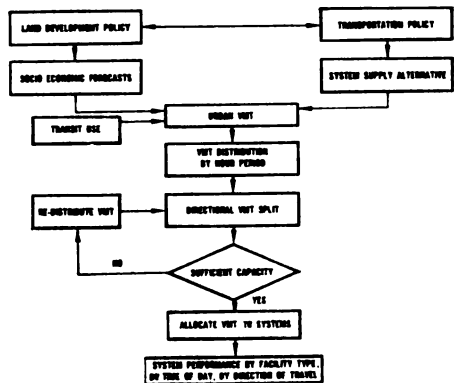 LAND DEVELOPMENT POLICY
TRANSPORTATION POLICY
SOCIO ECONOMIC FORECASTS
SYSTEM SUPPLY ALTERNATIVE
TRANSIT USE
URBAN VMT
VMT DISTRIBUTION
BY HOUR PERIOD
RE-DISTRIBUTE VMT
DIRECTIONAL VMT SPLIT
NO
SUFFICIENT CAPACITY
YES
ALLOCATE VMT TO SYSTEMS
SYSTEM PERFORMANCE BY FACILITY TYPE,
BY TIME OF DAY, BY DIRECTION OF TRAVEL